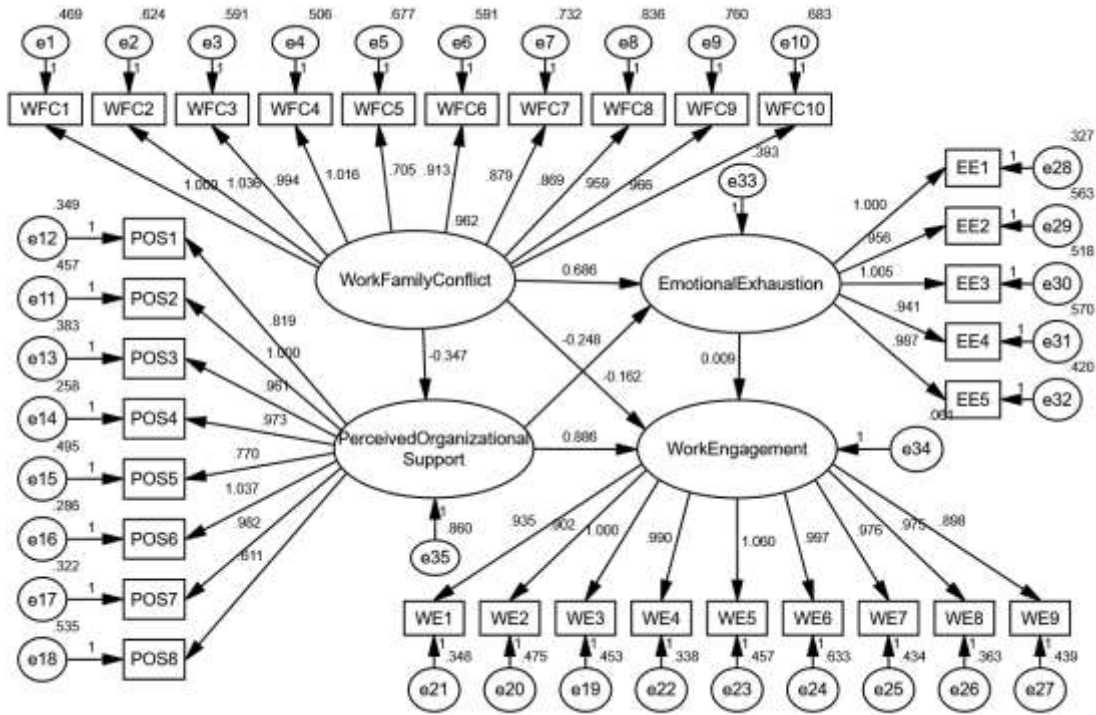 .469 .624 .591 .506 .677 .591 .732 .836 .760 .683
e1 e2 e3 e4 e5 e6 e7 e8 e9 e10
1 1 1 1 1 1 1 1 1 1
WFC1 WFC2 WFC3 WFC4 WFC5 WFC6 WFC7 WFC8 WFC9 WFC10
1.000 1.036 .994 1.016 .705 .913 .879 .869 .959 .966
.962
.393
e33
1
.327
EE1 1 e28
.563
EE2 1 e29
.518
EE3 1 e30
.570
EE4 1 e31
.420
EE5 1 e32
1.000
.956
1.005
.941
.987
WorkFamilyConflict
0.686
EmotionalExhaustion
-0.347
-0.248
-0.162
0.009
.349
e12 1 POS1
.457
e11 1 POS2
.383
e13 1 POS3
.258
e14 1 POS4
.495
e15 1 POS5
.286
e16 1 POS6
.322
e17 1 POS7
.535
e18 1 POS8
.819
1.000
.961
.973
.770
1.037
.982
.611
PerceivedOrganizational
Support
0.886
WorkEngagement
.061
1 e34
1
.860
e35
.935 .902 1.000 .990 1.060 .997 .976 .975 .898
WE1 WE2 WE3 WE4 WE5 WE6 WE7 WE8 WE9
1 1 1 1 1 1 1 1 1
.348 .475 .453 .338 .457 .633 .434 .363 .439
e21 e20 e19 e22 e23 e24 e25 e26 e27